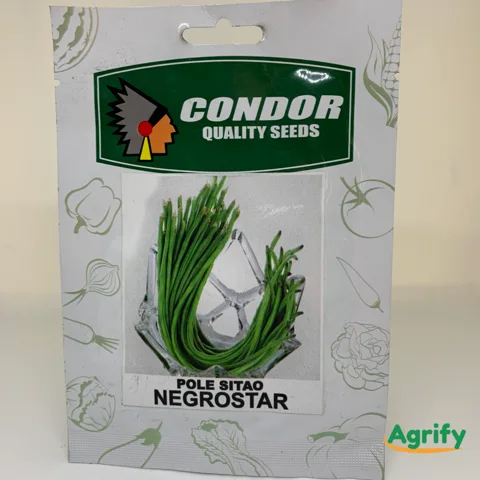 CONDOR
QUALITY SEEDS
POLE SITAO
NEGROSTAR
Agrify